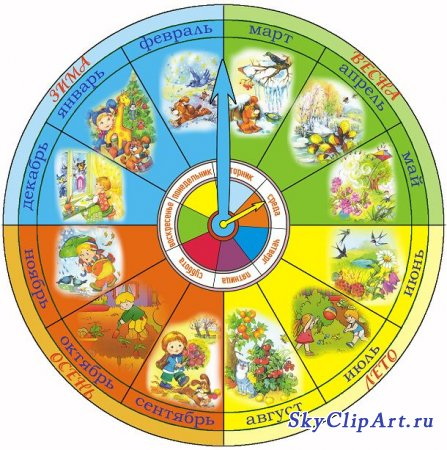 ЗИМА
ВЕСНА
ЛЕТО
ОСЕНЬ
январь
февраль
март
апрель
май
июнь
июль
август
сентябрь
октябрь
ноябрь
декабрь
понедельник
вторник
среда
четверг
пятница
суббота
воскресенье
SkyClipArt.ru